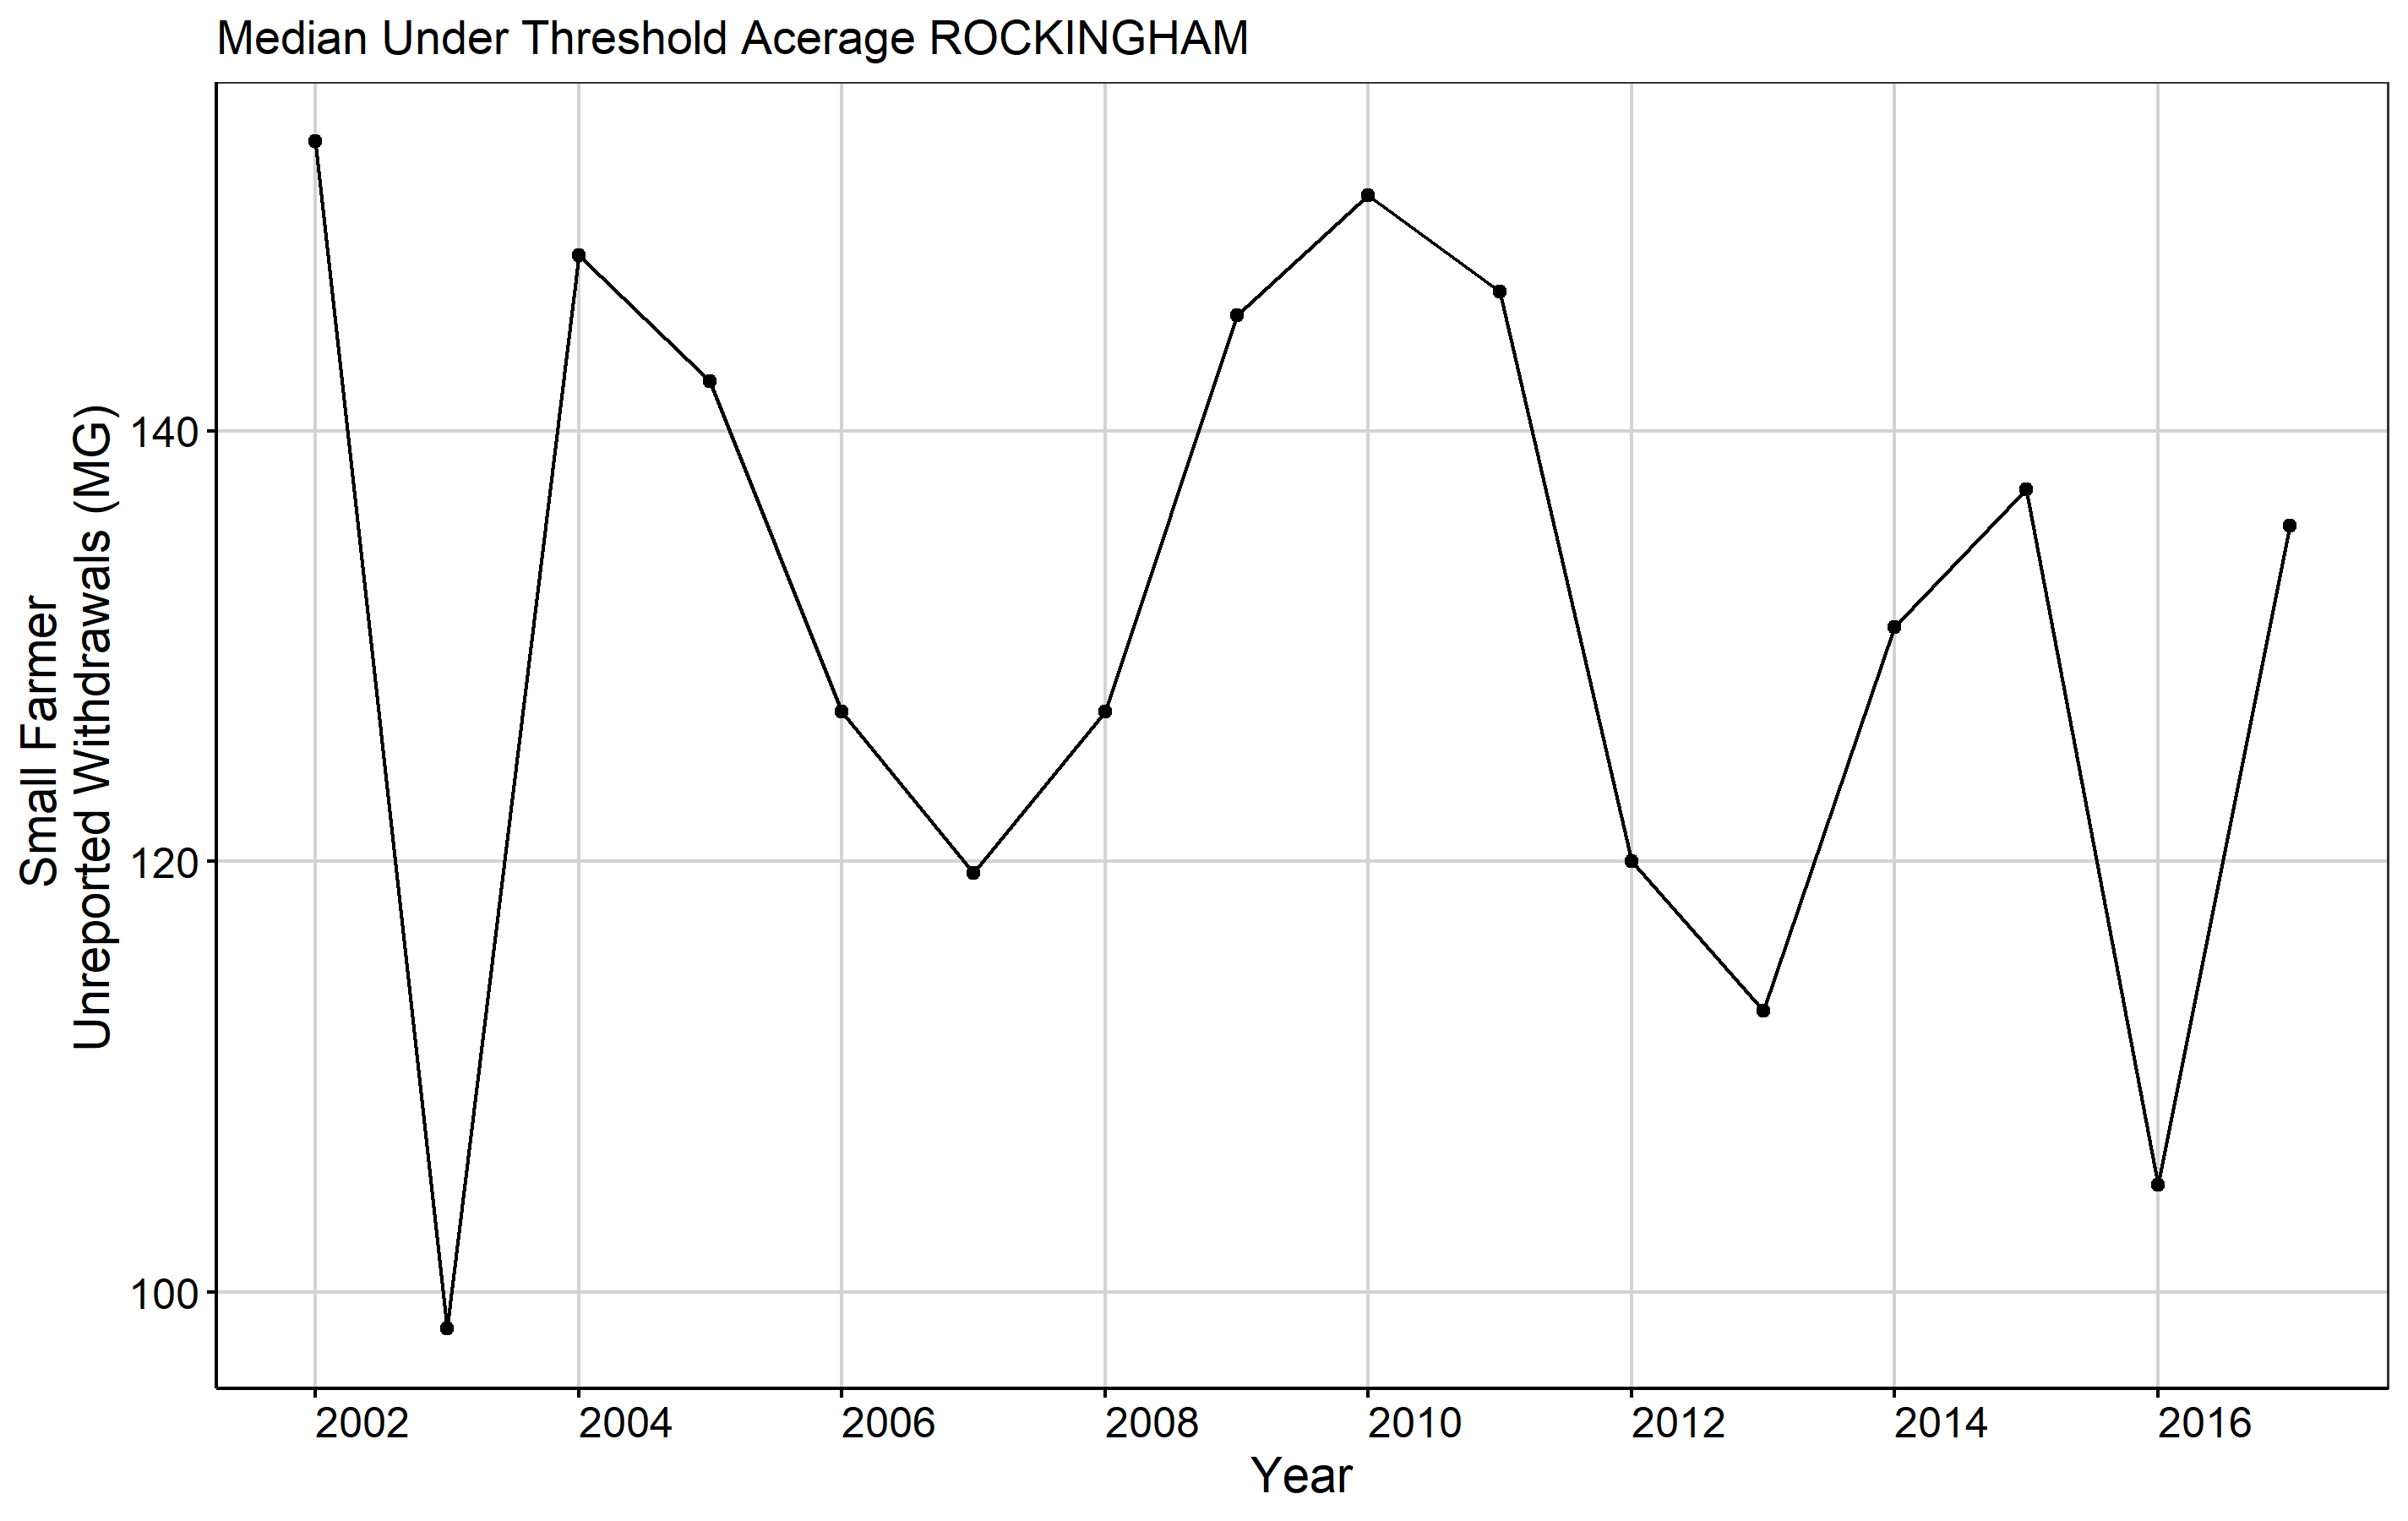 Median Under Threshold Acerage ROCKINGHAM
Small Farmer
Unreported Withdrawals (MG)
140
120
100
2002
2004
2006
2008
2010
2012
2014
2016
Year